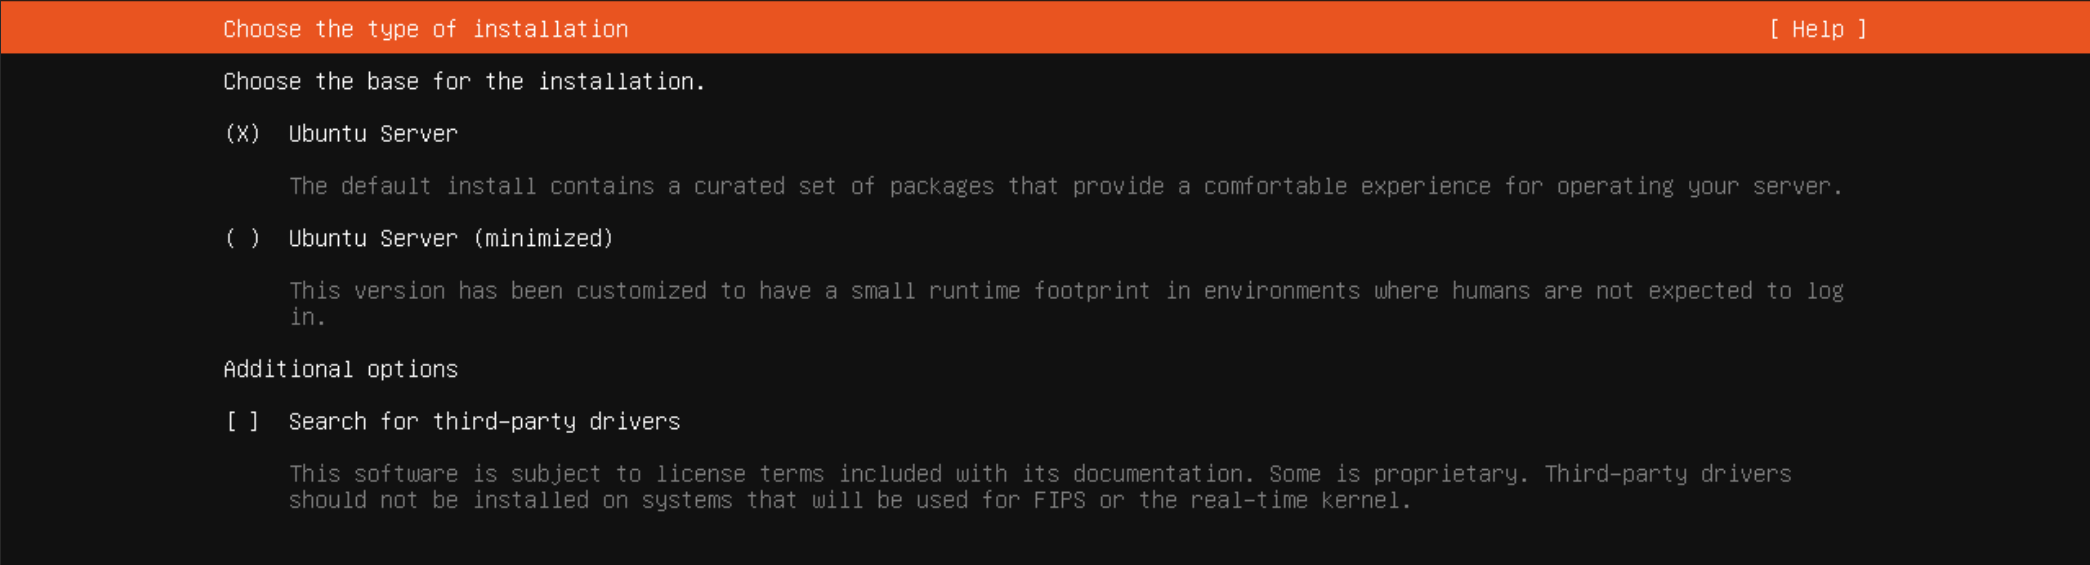 Choose the type of installation [ Help ]
Choose the base for the installation.
(X) Ubuntu Server
The default install contains a curated set of packages that provide a comfortable experience for operating your server.
( ) Ubuntu Server (minimized)
This version has been customized to have a small runtime footprint in environments where humans are not expected to log
in.
Additional options
[ ] Search for third-party drivers
This software is subject to license terms included with its documentation. Some is proprietary. Third-party drivers
should not be installed on systems that will be used for FIPS or the real-time kernel.